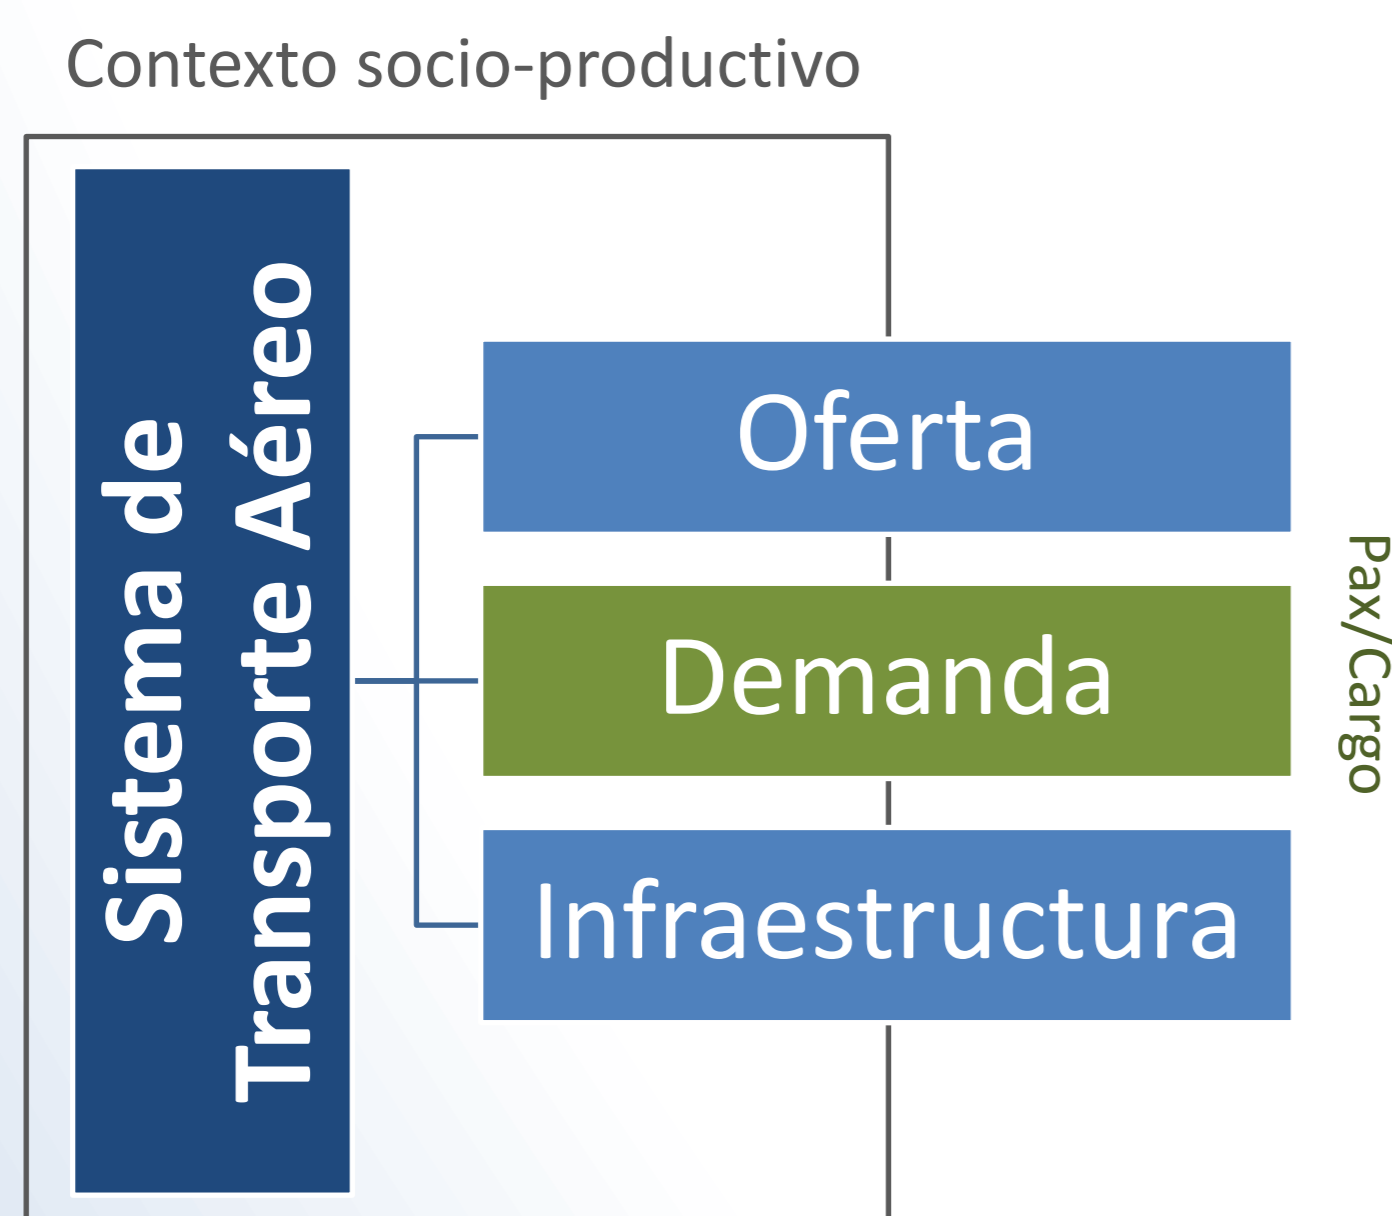 Contexto socio-productivo
Sistema de
Transporte Aéreo
Oferta
Demanda
Infraestructura
Pax/Cargo